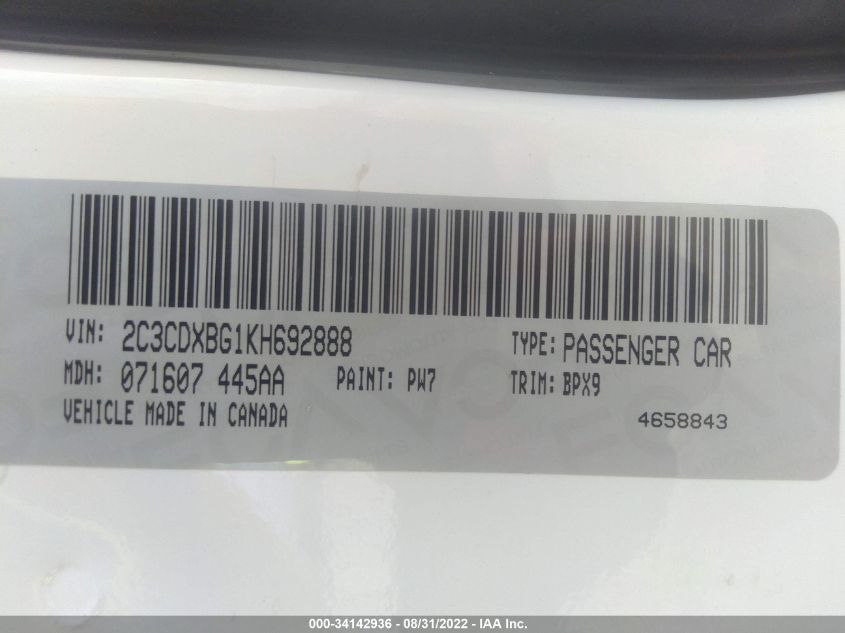 VIN: 2C3CDXBG1KH692888 TYPE: PASSENGER CAR
MDH: 071607 445AA PAINT: PW7 TRIM: BPX9
VEHICLE MADE IN CANADA 4658843
000-34142936 - 08/31/2022 - IAA Inc.